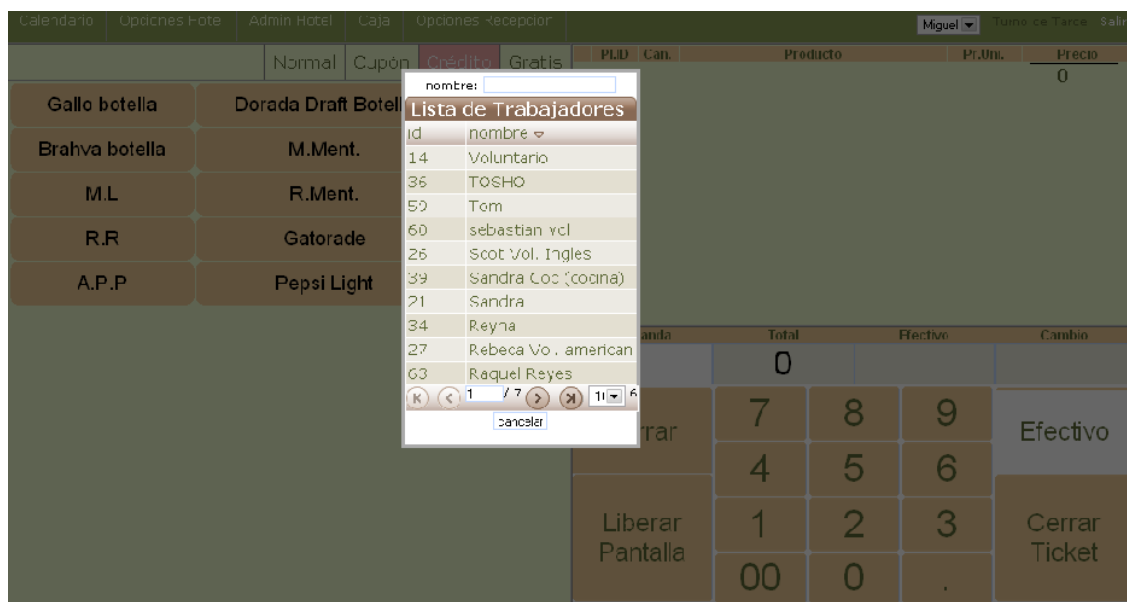 Calendario Opciones Hote Admin Hotel Caja Opciones Recepcion Miguel Turno de Tarde Salir
Normal Cupón Crédito Gratis
Can. Producto Pr.Uni. Precio
0
Gallo botella Dorada Draft Botell
Brahva botella M.Ment.
M.L R.Ment.
R.R Gatorade
A.P.P Pepsi Light
nombre:
Lista de Trabajadores
id nombre
14 Voluntario
36 TOSHO
59 Tom
60 sebastian vol
26 Scot Vol. Ingles
39 Sandra Coc (cocina)
21 Sandra
34 Reyna
27 Rebeca Vol. american
63 Raquel Reyes
1 / 7
cancelar
anda Total Efectivo Cambio
0
rrar 7 8 9 Efectivo
4 5 6
Liberar Pantalla 1 2 3 Cerrar Ticket
00 0 .